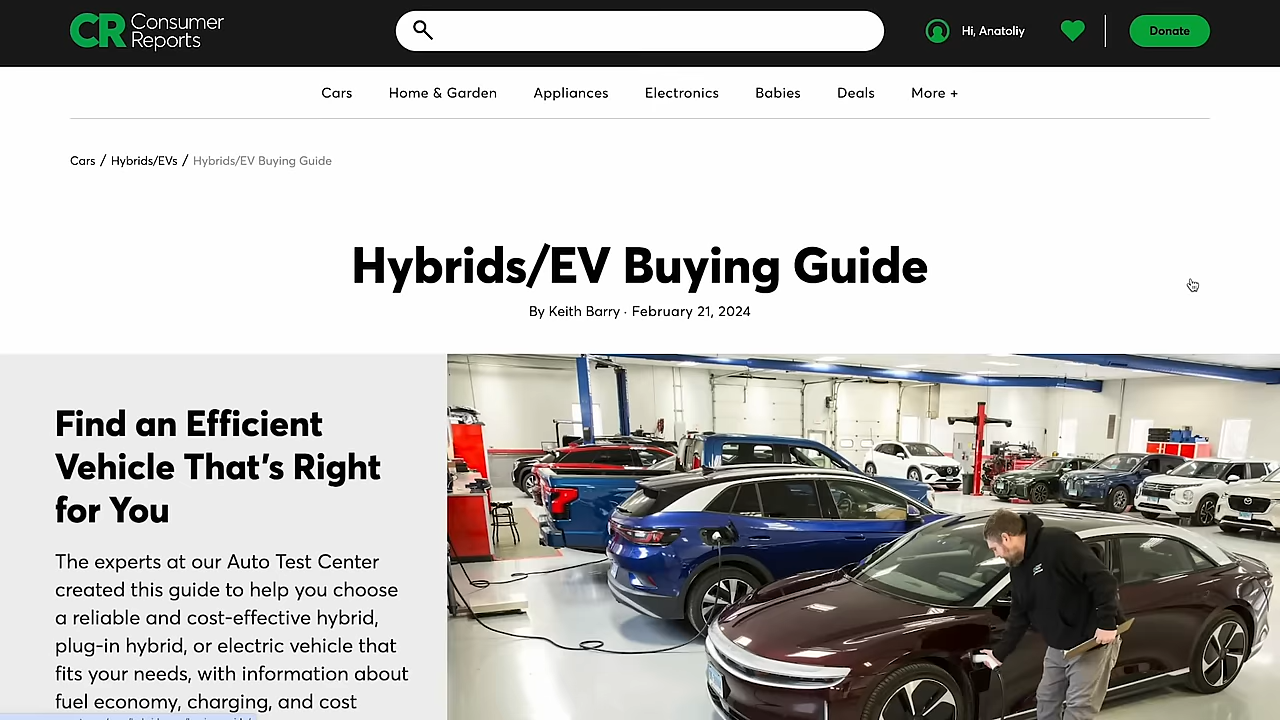 CR Consumer Reports
Hi, Anatoliy
Donate
Cars Home & Garden Appliances Electronics Babies Deals More +
Cars / Hybrids/EVs / Hybrids/EV Buying Guide
Hybrids/EV Buying Guide
By Keith Barry · February 21, 2024
Find an Efficient
Vehicle That's Right
for You
The experts at our Auto Test Center
created this guide to help you choose
a reliable and cost-effective hybrid,
plug-in hybrid, or electric vehicle that
fits your needs, with information about
fuel economy, charging, and cost